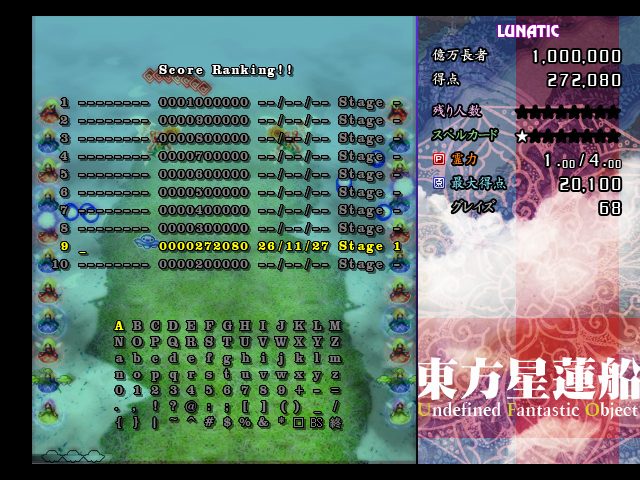 Score Ranking!!
1 -------- 0001000000 --/--/-- Stage -
2 -------- 0000900000 --/--/-- Stage -
3 -------- 0000800000 --/--/-- Stage -
4 -------- 0000700000 --/--/-- Stage -
5 -------- 0000600000 --/--/-- Stage -
6 -------- 0000500000 --/--/-- Stage -
7 -------- 0000400000 --/--/-- Stage -
8 -------- 0000300000 --/--/-- Stage -
9 _ 0000272080 26/11/27 Stage 1
10 -------- 0000200000 --/--/-- Stage -
A B C D E F G H I J K L M
N O P Q R S T U V W X Y Z
a b c d e f g h i j k l m
n o p q r s t u v w x y z
0 1 2 3 4 5 6 7 8 9 + - =
. , ! ? @ : ; [ ] ( ) _ /
{ } | ~ ^ # $ % & * □ BS 終
LUNATIC
億万長者 1,000,000
得点 272,080
残り人数 ★★★★★★★★
スペルカード ★★★★★★★★
P 霊力 1.00/4.00
点 最大得点 20,100
グレイズ 68
東方星蓮船
Undefined Fantastic Object